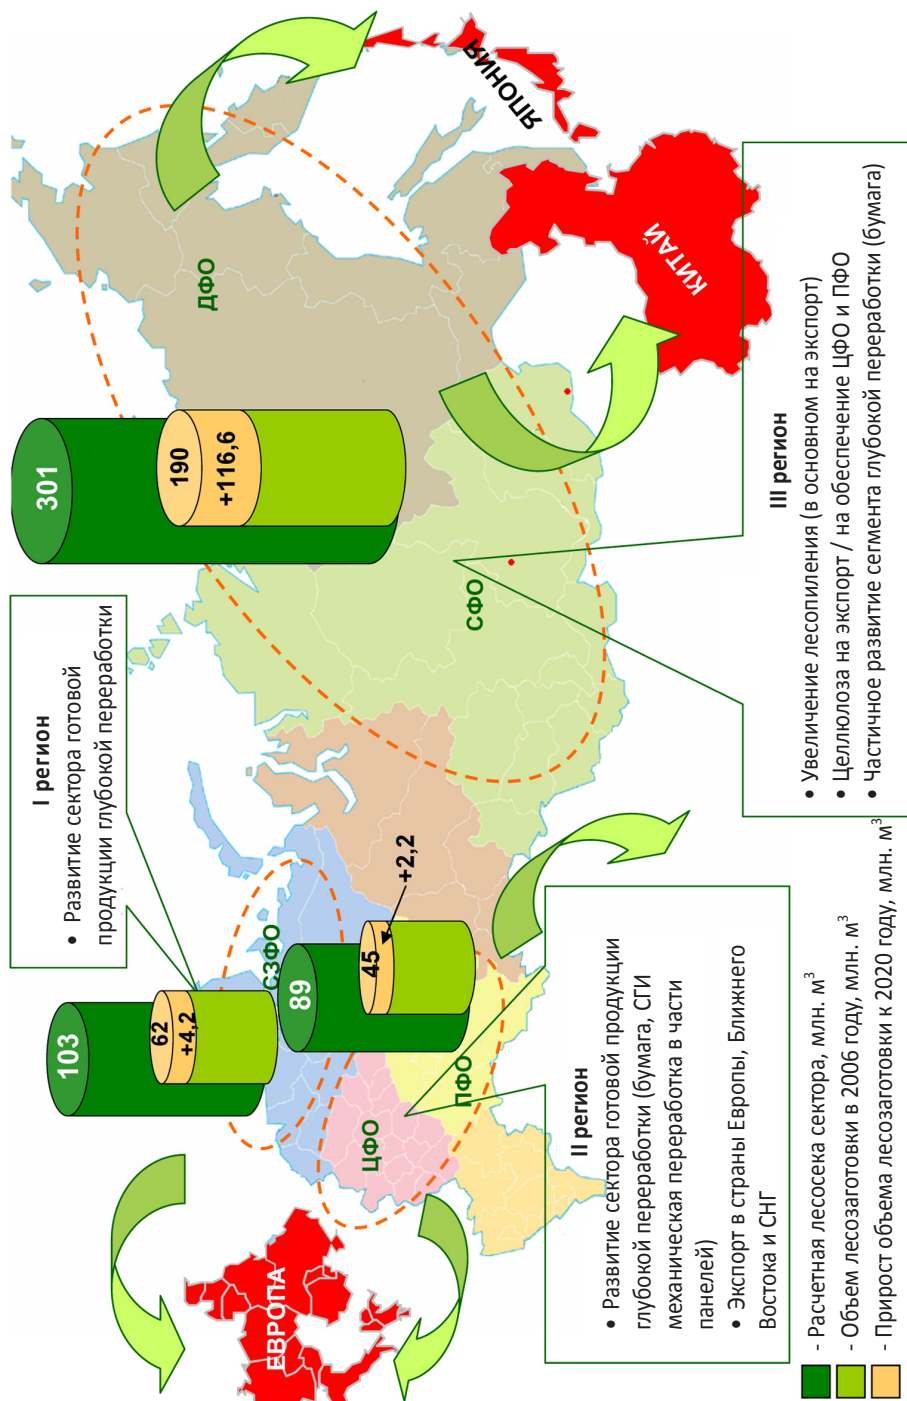 I регион
• Развитие сектора готовой
продукции глубокой переработки
301
190
+116,6
103
62
+4,2
89
45
+2,2
ДФО
СФО
СЗФО
ЦФО
ПФО
ЕВРОПА
КИТАЙ
ЯПОНИЯ
II регион
• Развитие сектора готовой продукции
глубокой переработки (бумага, СГИ
механическая переработка в части
панелей)
• Экспорт в страны Европы, Ближнего
Востока и СНГ
III регион
• Увеличение лесопиления (в основном на экспорт)
• Целлюлоза на экспорт / на обеспечение ЦФО и ПФО
• Частичное развитие сегмента глубокой переработки (бумага)
- Расчетная лесосека сектора, млн. м³
- Объем лесозаготовки в 2006 году, млн. м³
- Прирост объема лесозаготовки к 2020 году, млн. м³